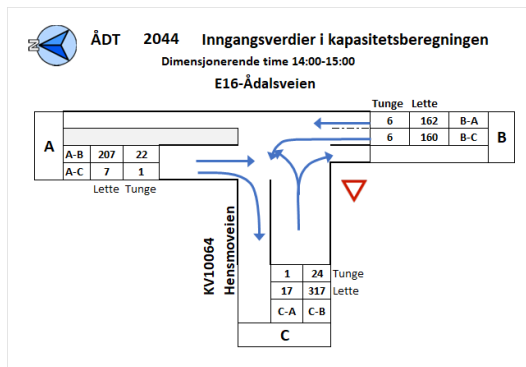 N
ÅDT 2044 Inngangsverdier i kapasitetsberegningen
Dimensjonerende time 14:00-15:00
E16-Ådalsveien
Tunge Lette
6 162 B-A
6 160 B-C
B
A
A-B 207 22
A-C 7 1
Lette Tunge
KV10064
Hensmoveien
1 24 Tunge
17 317 Lette
C-A C-B
C